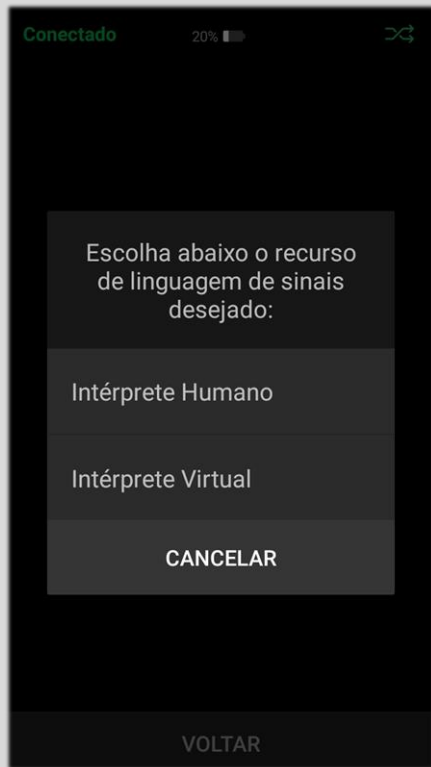 Conectado 20%
Escolha abaixo o recurso
de linguagem de sinais
desejado:
Intérprete Humano
Intérprete Virtual
CANCELAR
VOLTAR